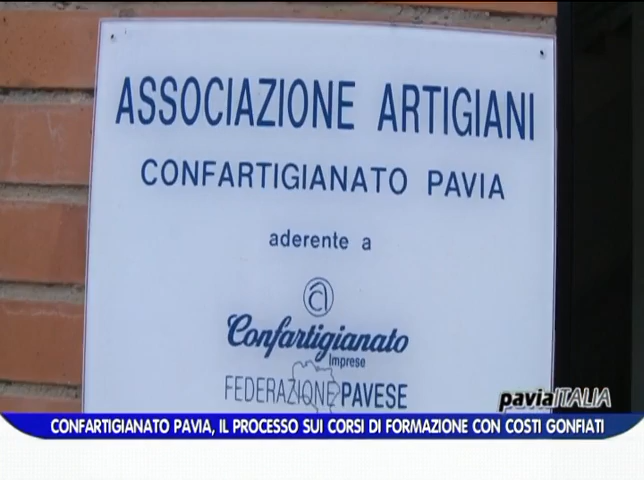 ASSOCIAZIONE ARTIGIANI
CONFARTIGIANATO PAVIA
aderente a
Confartigianato
Imprese
FEDERAZIONE PAVESE
paviaITALIA
CONFARTIGIANATO PAVIA, IL PROCESSO SUI CORSI DI FORMAZIONE CON COSTI GONFIATI